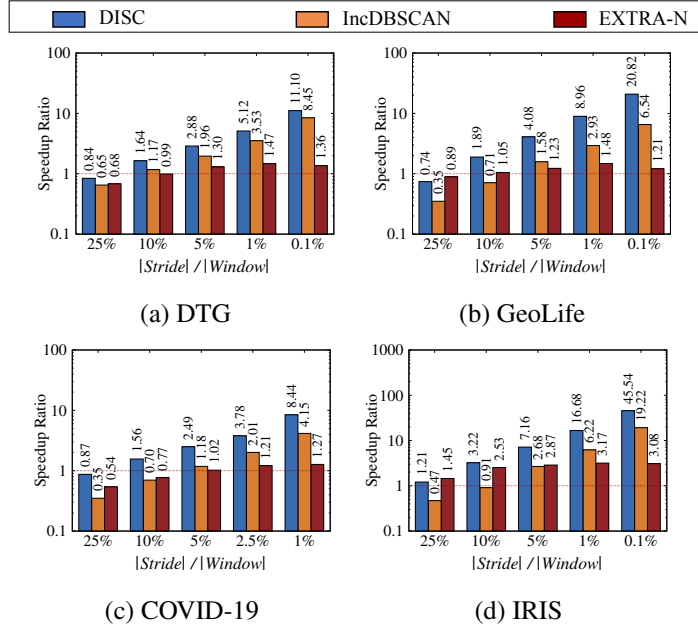 DISC IncDBSCAN EXTRA-N
Speedup Ratio
100
10
1
0.1
0.84 0.65 0.68
1.64 1.17 0.99
2.88 1.96 1.30
5.12 3.53 1.47
11.10 8.45 1.36
25% 10% 5% 1% 0.1%
|Stride| / |Window|
(a) DTG
Speedup Ratio
100
10
1
0.1
0.74 0.35 0.89
1.89 0.71 1.05
4.08 1.58 1.23
8.96 2.93 1.48
20.82 6.54 1.21
25% 10% 5% 1% 0.1%
|Stride| / |Window|
(b) GeoLife
Speedup Ratio
100
10
1
0.1
0.87 0.35 0.54
1.56 0.70 0.77
2.49 1.18 1.02
3.78 2.01 1.21
8.44 4.15 1.27
25% 10% 5% 2.5% 1%
|Stride| / |Window|
(c) COVID-19
Speedup Ratio
1000
100
10
1
0.1
1.21 0.47 1.45
3.22 0.91 2.53
7.16 2.68 2.87
16.68 6.22 3.17
45.54 19.22 3.08
25% 10% 5% 1% 0.1%
|Stride| / |Window|
(d) IRIS